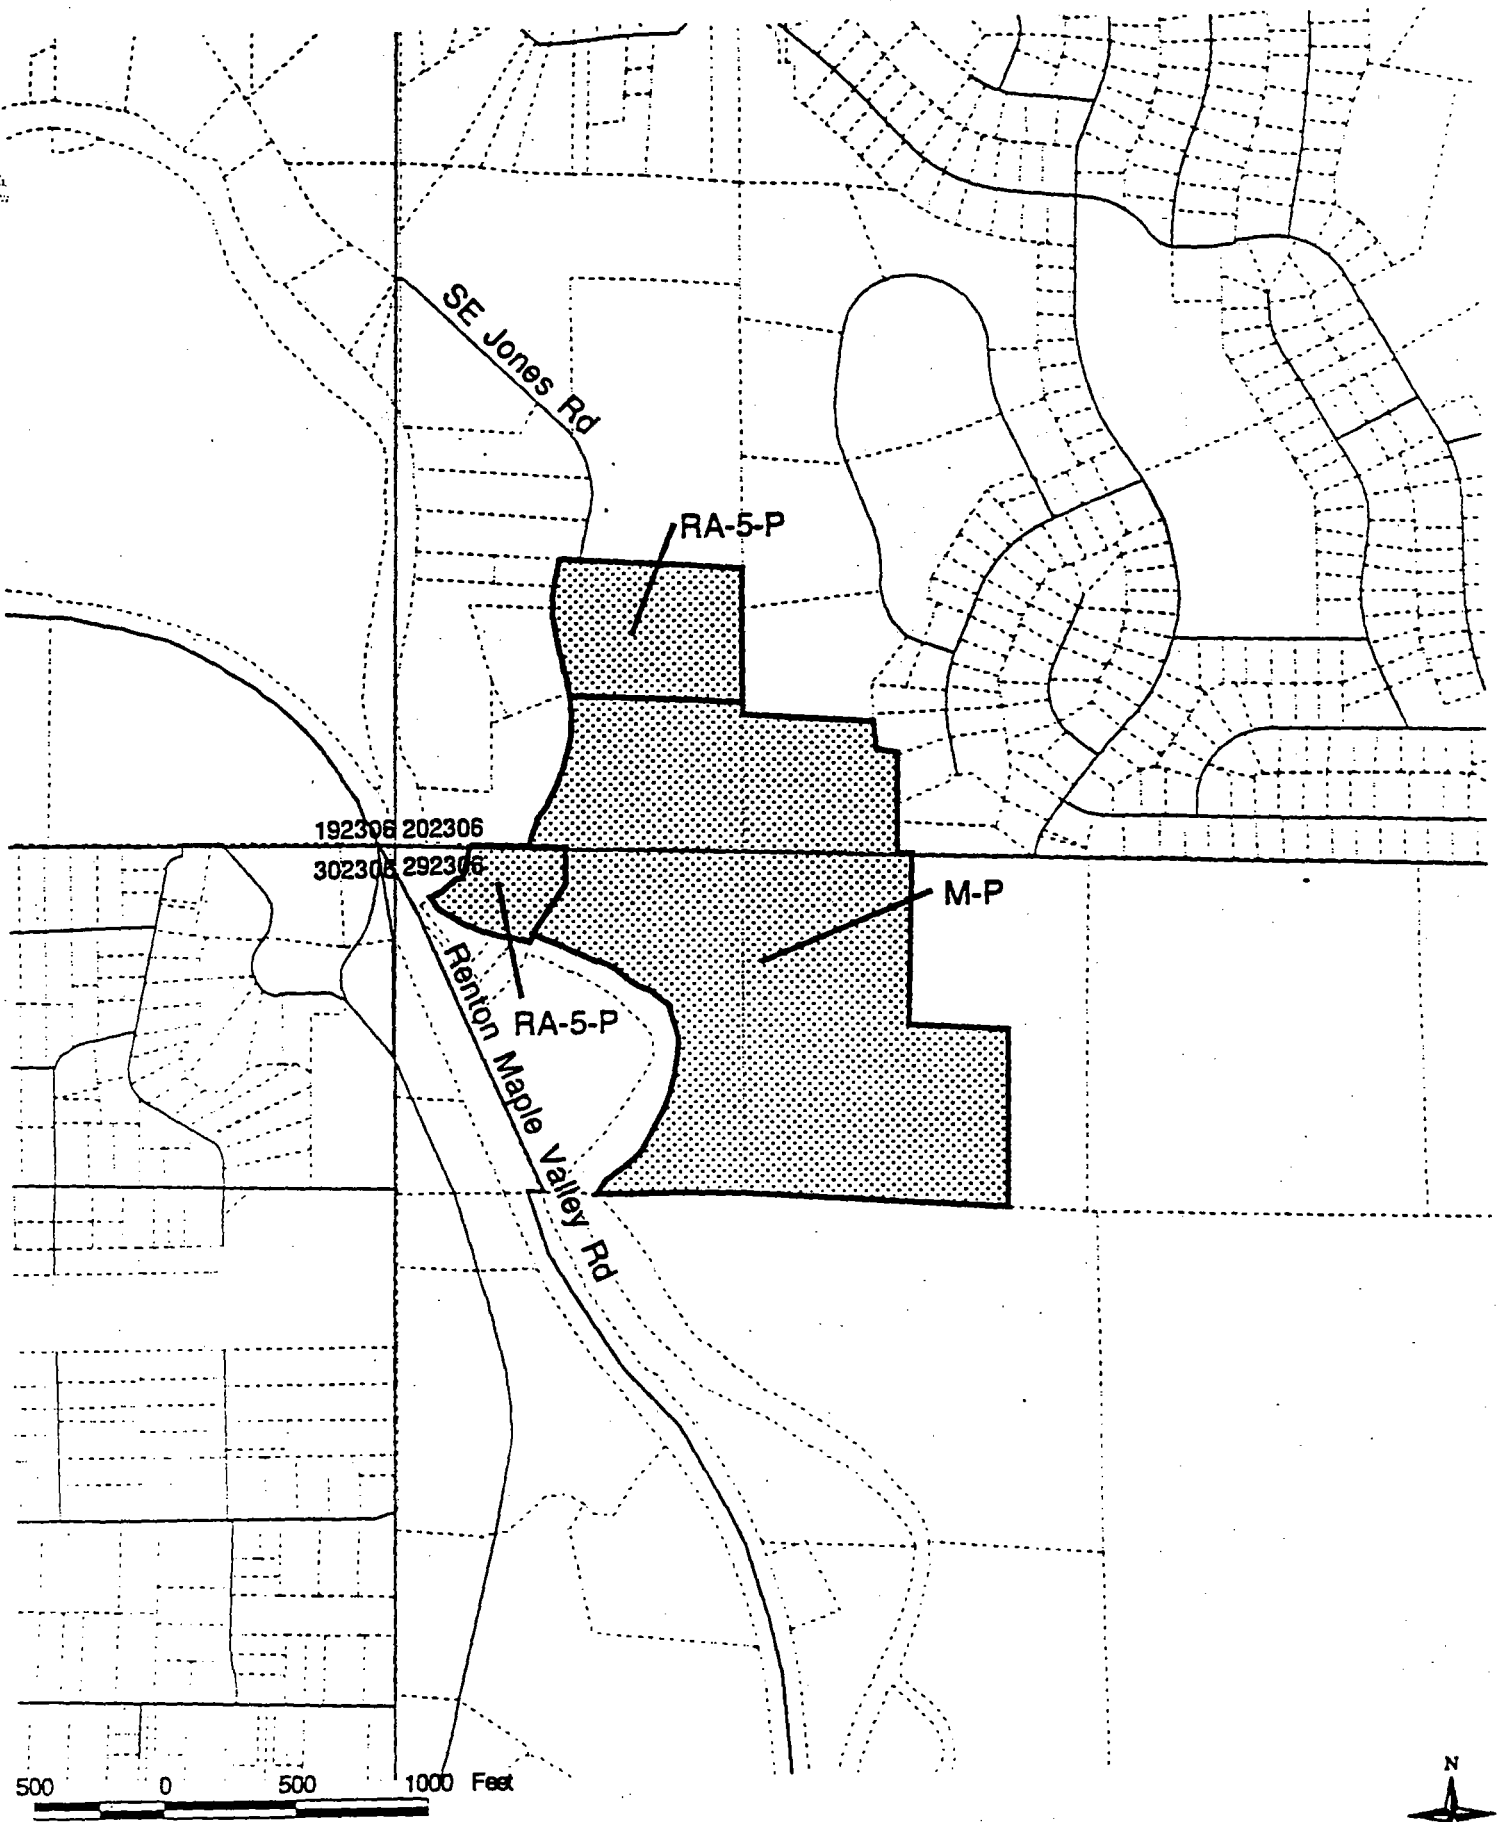 SE Jones Rd
RA-5-P
192306 202306
302306 292306
M-P
Renton Maple Valley Rd
RA-5-P
500 0 500 1000 Feet
N